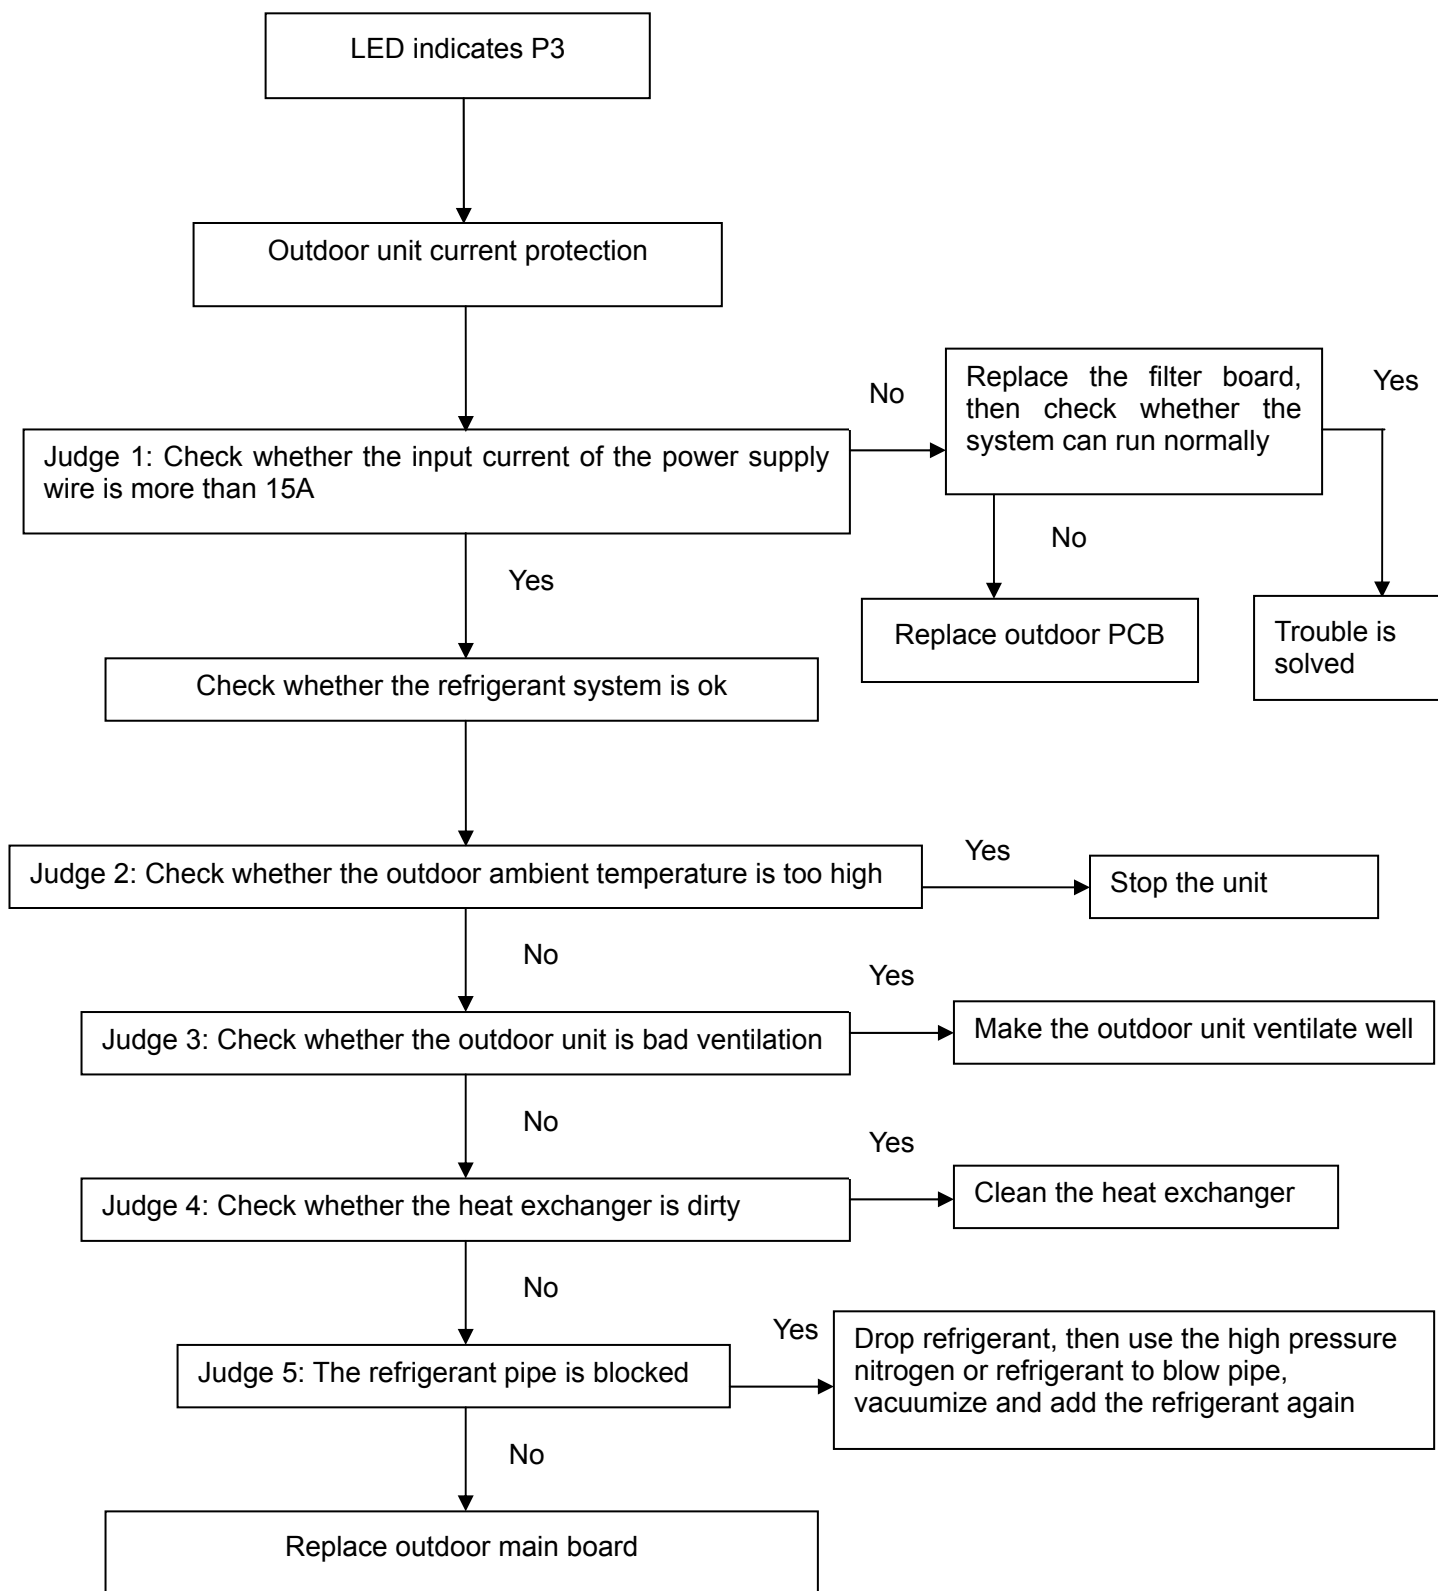 LED indicates P3
Outdoor unit current protection
No
Replace the filter board,
then check whether the
system can run normally
Yes
Judge 1: Check whether the input current of the power supply
wire is more than 15A
No
Yes
Replace outdoor PCB
Trouble is
solved
Check whether the refrigerant system is ok
Judge 2: Check whether the outdoor ambient temperature is too high
Yes
Stop the unit
No
Yes
Judge 3: Check whether the outdoor unit is bad ventilation
Make the outdoor unit ventilate well
No
Yes
Judge 4: Check whether the heat exchanger is dirty
Clean the heat exchanger
No
Yes
Judge 5: The refrigerant pipe is blocked
Drop refrigerant, then use the high pressure
nitrogen or refrigerant to blow pipe,
vacuumize and add the refrigerant again
No
Replace outdoor main board